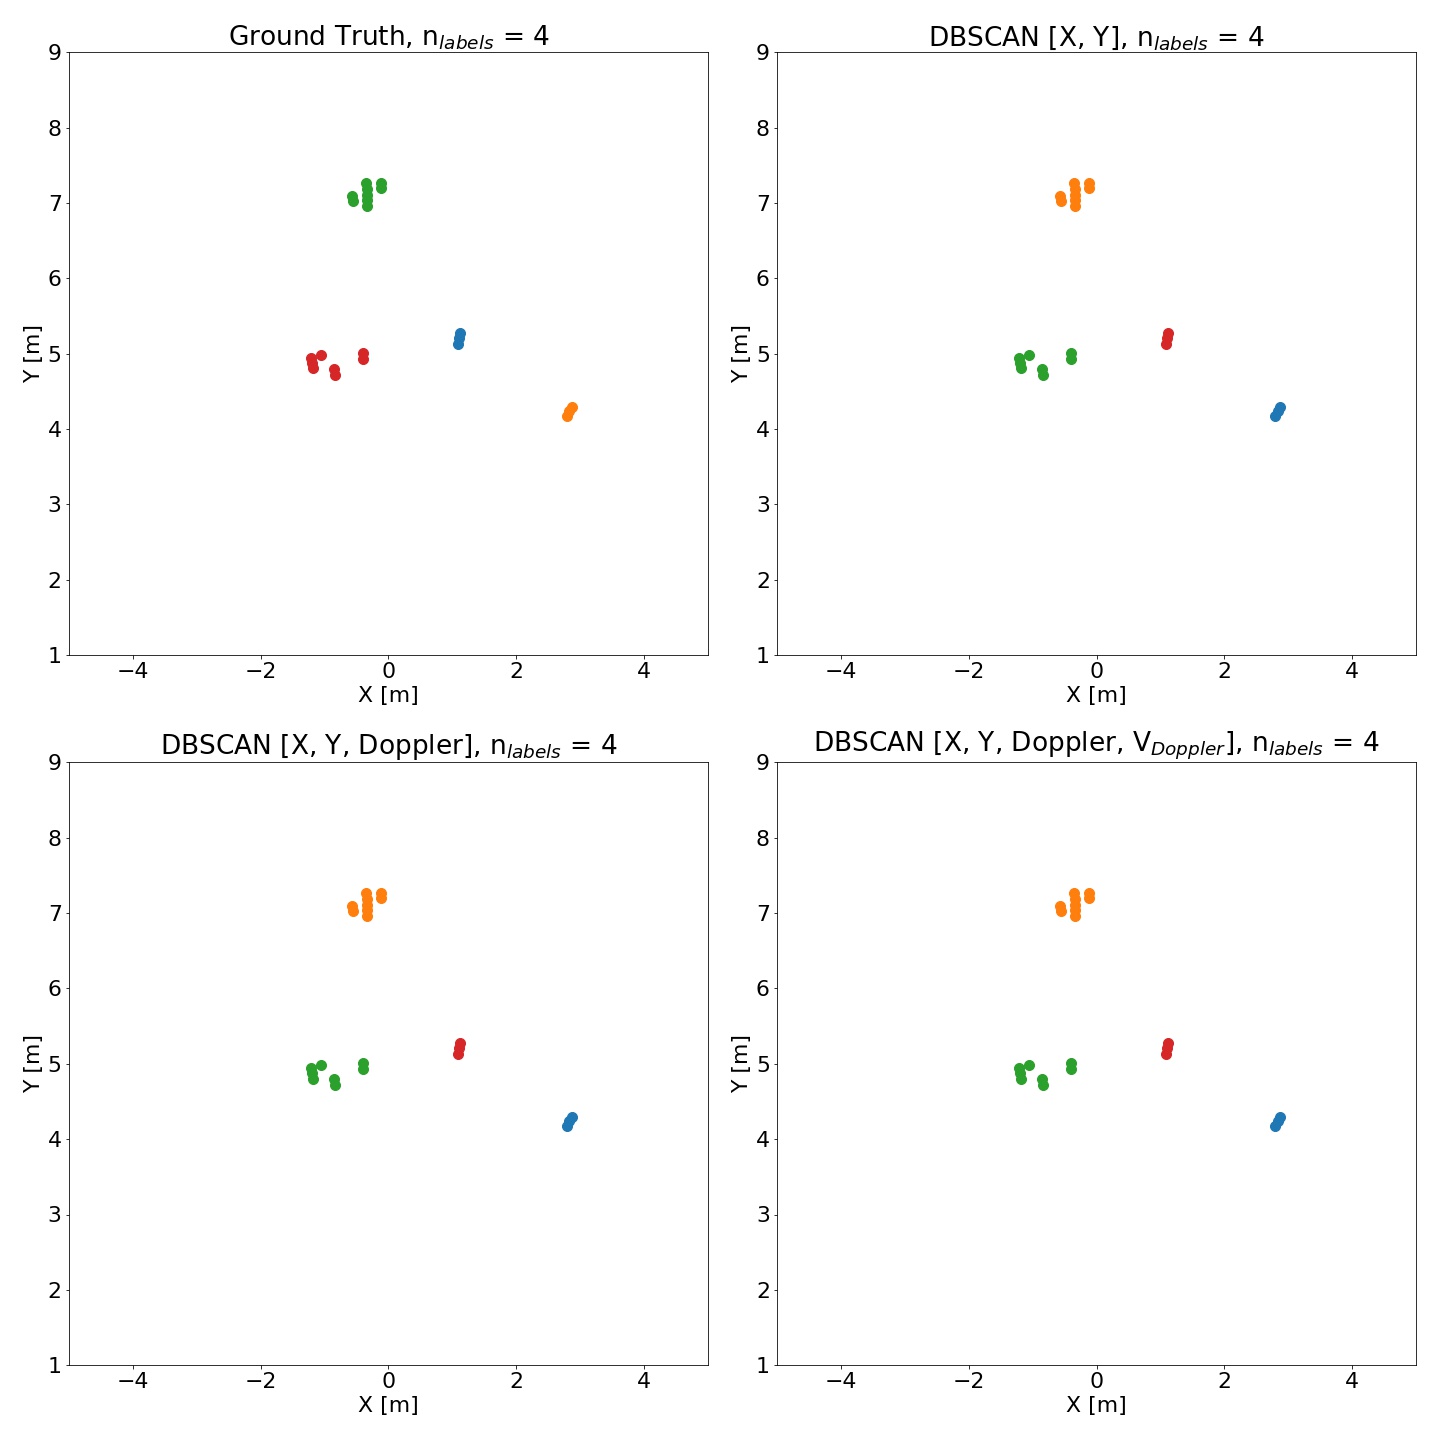 Ground Truth, n_labels = 4
9
8
7
6
5
4
3
2
1
Y [m]
−4 −2 0 2 4
X [m]
DBSCAN [X, Y], n_labels = 4
9
8
7
6
5
4
3
2
1
Y [m]
−4 −2 0 2 4
X [m]
DBSCAN [X, Y, Doppler], n_labels = 4
9
8
7
6
5
4
3
2
1
Y [m]
−4 −2 0 2 4
X [m]
DBSCAN [X, Y, Doppler, V_Doppler], n_labels = 4
9
8
7
6
5
4
3
2
1
Y [m]
−4 −2 0 2 4
X [m]